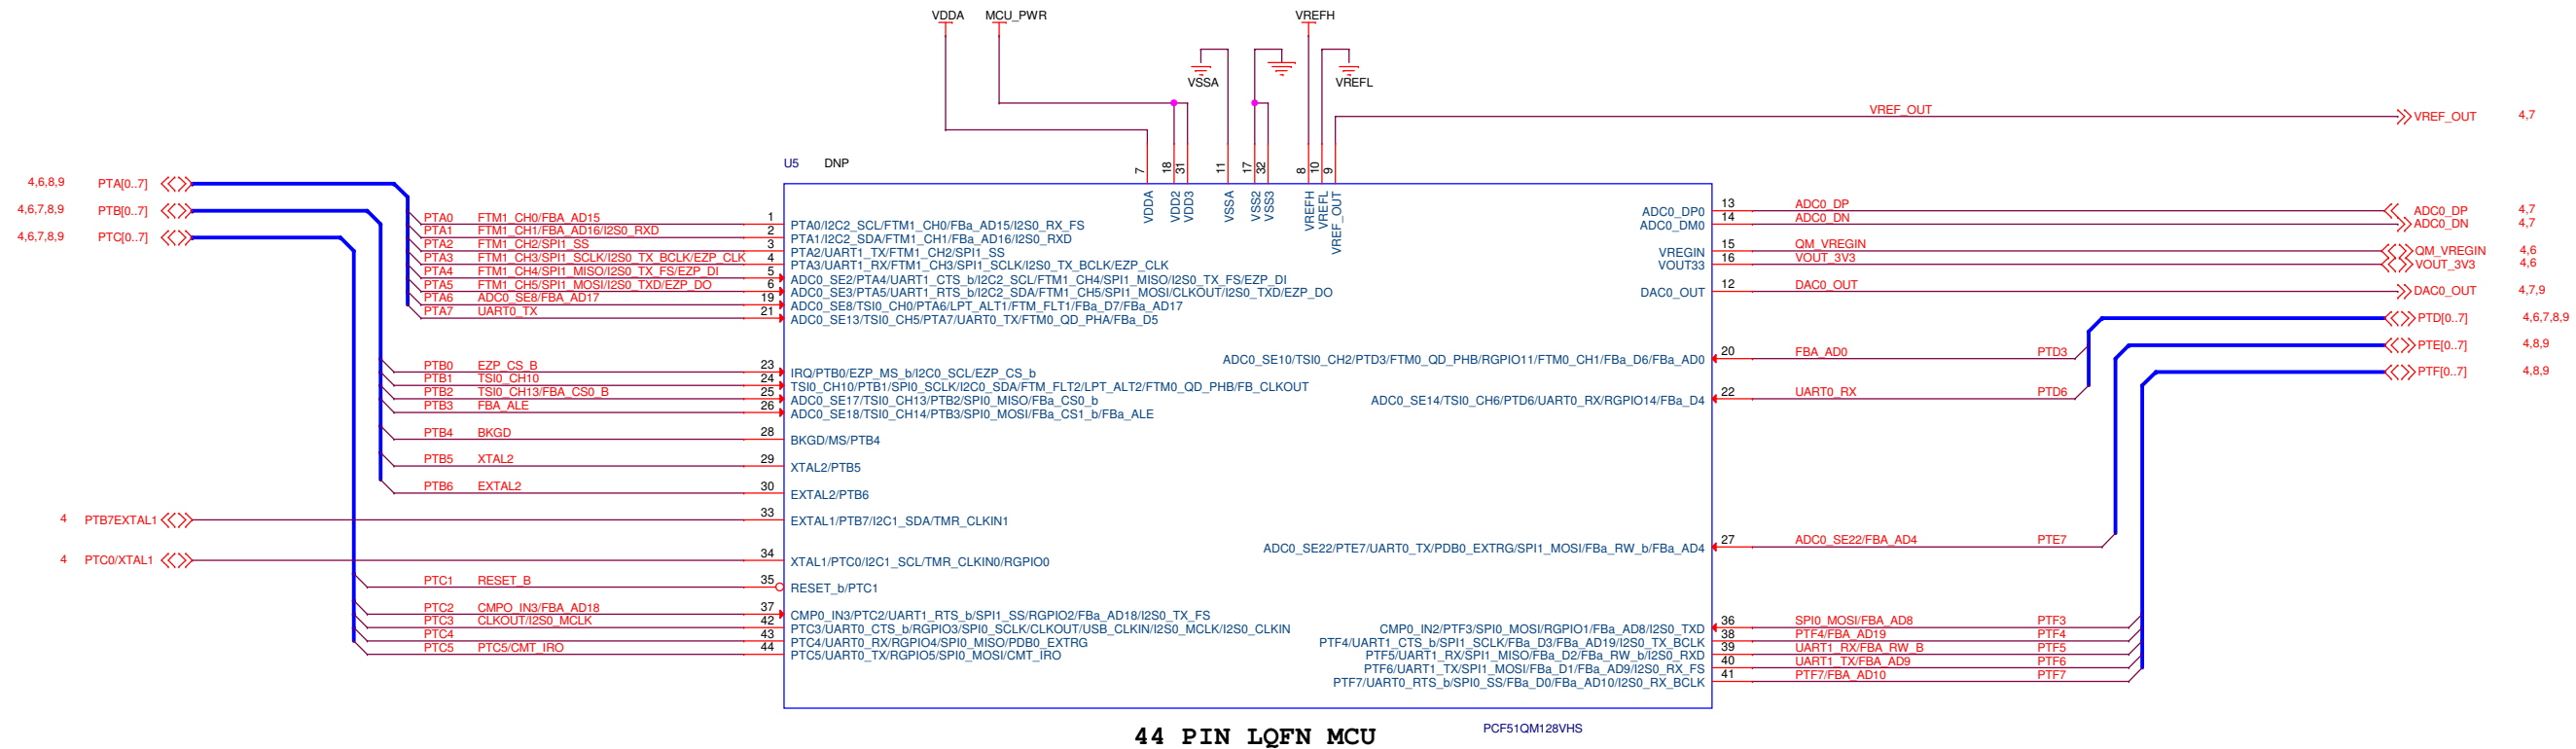 VDDA MCU_PWR VREFH
VSSA VREFL
VREF_OUT VREF_OUT 4,7
U5 DNP
7 18 31 11 17 32 8 10 9
VDDA VDD2 VDD3 VSSA VSS2 VSS3 VREFH VREFL VREF_OUT
4,6,8,9 PTA[0..7]
4,6,7,8,9 PTB[0..7]
4,6,7,8,9 PTC[0..7]
PTA0 FTM1_CH0/FBA_AD15 1 PTA0/I2C2_SCL/FTM1_CH0/FBa_AD15/I2S0_RX_FS
PTA1 FTM1_CH1/FBA_AD16/I2S0_RXD 2 PTA1/I2C2_SDA/FTM1_CH1/FBa_AD16/I2S0_RXD
PTA2 FTM1_CH2/SPI1_SS 3 PTA2/UART1_TX/FTM1_CH2/SPI1_SS
PTA3 FTM1_CH3/SPI1_SCLK/I2S0_TX_BCLK/EZP_CLK 4 PTA3/UART1_RX/FTM1_CH3/SPI1_SCLK/I2S0_TX_BCLK/EZP_CLK
PTA4 FTM1_CH4/SPI1_MISO/I2S0_TX_FS/EZP_DI 5 ADC0_SE2/PTA4/UART1_CTS_b/I2C2_SCL/FTM1_CH4/SPI1_MISO/I2S0_TX_FS/EZP_DI
PTA5 FTM1_CH5/SPI1_MOSI/I2S0_TXD/EZP_DO 6 ADC0_SE3/PTA5/UART1_RTS_b/I2C2_SDA/FTM1_CH5/SPI1_MOSI/CLKOUT/I2S0_TXD/EZP_DO
PTA6 ADC0_SE8/FBA_AD17 19 ADC0_SE8/TSI0_CH0/PTA6/LPT_ALT1/FTM_FLT1/FBa_D7/FBa_AD17
PTA7 UART0_TX 21 ADC0_SE13/TSI0_CH5/PTA7/UART0_TX/FTM0_QD_PHA/FBa_D5
PTB0 EZP_CS_B 23 IRQ/PTB0/EZP_MS_b/I2C0_SCL/EZP_CS_b
PTB1 TSI0_CH10 24 TSI0_CH10/PTB1/SPI0_SCLK/I2C0_SDA/FTM_FLT2/LPT_ALT2/FTM0_QD_PHB/FB_CLKOUT
PTB2 TSI0_CH13/FBA_CS0_B 25 ADC0_SE17/TSI0_CH13/PTB2/SPI0_MISO/FBa_CS0_b
PTB3 FBA_ALE 26 ADC0_SE18/TSI0_CH14/PTB3/SPI0_MOSI/FBa_CS1_b/FBa_ALE
PTB4 BKGD 28 BKGD/MS/PTB4
PTB5 XTAL2 29 XTAL2/PTB5
PTB6 EXTAL2 30 EXTAL2/PTB6
4 PTB7EXTAL1 33 EXTAL1/PTB7/I2C1_SDA/TMR_CLKIN1
4 PTC0/XTAL1 34 XTAL1/PTC0/I2C1_SCL/TMR_CLKIN0/RGPIO0
PTC1 RESET_B 35 RESET_b/PTC1
PTC2 CMPO_IN3/FBA_AD18 37 CMP0_IN3/PTC2/UART1_RTS_b/SPI1_SS/RGPIO2/FBa_AD18/I2S0_TX_FS
PTC3 CLKOUT/I2S0_MCLK 42 PTC3/UART0_CTS_b/RGPIO3/SPI0_SCLK/CLKOUT/USB_CLKIN/I2S0_MCLK/I2S0_CLKIN
PTC4 43 PTC4/UART0_RX/RGPIO4/SPI0_MISO/PDB0_EXTRG
PTC5 PTC5/CMT_IRO 44 PTC5/UART0_TX/RGPIO5/SPI0_MOSI/CMT_IRO
ADC0_DP0 13 ADC0_DP ADC0_DP 4,7
ADC0_DM0 14 ADC0_DN ADC0_DN 4,7
VREGIN 15 QM_VREGIN QM_VREGIN 4,6
VOUT33 16 VOUT_3V3 VOUT_3V3 4,6
DAC0_OUT 12 DAC0_OUT DAC0_OUT 4,7,9
PTD[0..7] 4,6,7,8,9
PTE[0..7] 4,8,9
PTF[0..7] 4,8,9
ADC0_SE10/TSI0_CH2/PTD3/FTM0_QD_PHB/RGPIO11/FTM0_CH1/FBa_D6/FBa_AD0 20 FBA_AD0 PTD3
ADC0_SE14/TSI0_CH6/PTD6/UART0_RX/RGPIO14/FBa_D4 22 UART0_RX PTD6
ADC0_SE22/PTE7/UART0_TX/PDB0_EXTRG/SPI1_MOSI/FBa_RW_b/FBa_AD4 27 ADC0_SE22/FBA_AD4 PTE7
CMP0_IN2/PTF3/SPI0_MOSI/RGPIO1/FBa_AD8/I2S0_TXD 36 SPI0_MOSI/FBA_AD8 PTF3
PTF4/UART1_CTS_b/SPI1_SCLK/FBa_D3/FBa_AD19/I2S0_TX_BCLK 38 PTF4/FBA_AD19 PTF4
PTF5/UART1_RX/SPI1_MISO/FBa_D2/FBa_RW_b/I2S0_RXD 39 UART1_RX/FBA_RW_B PTF5
PTF6/UART1_TX/SPI1_MOSI/FBa_D1/FBa_AD9/I2S0_RX_FS 40 UART1_TX/FBA_AD9 PTF6
PTF7/UART0_RTS_b/SPI0_SS/FBa_D0/FBa_AD10/I2S0_RX_BCLK 41 PTF7/FBA_AD10 PTF7
44 PIN LQFN MCU PCF51QM128VHS